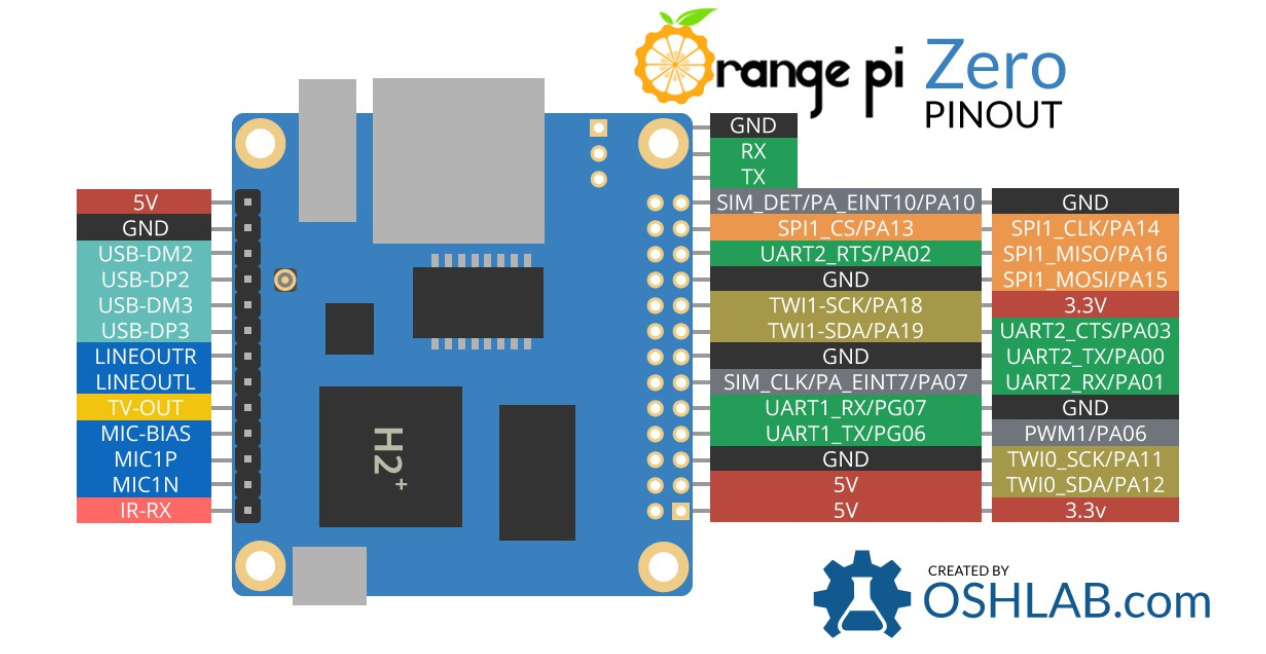 Orange pi Zero
PINOUT
GND
RX
TX
5V
GND
USB-DM2
USB-DP2
USB-DM3
USB-DP3
LINEOUTR
LINEOUTL
TV-OUT
MIC-BIAS
MIC1P
MIC1N
IR-RX
H2+
SIM_DET/PA_EINT10/PA10 GND
SPI1_CS/PA13 SPI1_CLK/PA14
UART2_RTS/PA02 SPI1_MISO/PA16
GND SPI1_MOSI/PA15
TWI1-SCK/PA18 3.3V
TWI1-SDA/PA19 UART2_CTS/PA03
GND UART2_TX/PA00
SIM_CLK/PA_EINT7/PA07 UART2_RX/PA01
UART1_RX/PG07 GND
UART1_TX/PG06 PWM1/PA06
GND TWI0_SCK/PA11
5V TWI0_SDA/PA12
5V 3.3v
CREATED BY
OSHLAB.com